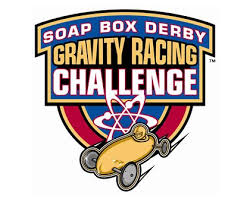 SOAP BOX DERBY
GRAVITY RACING
CHALLENGE
™